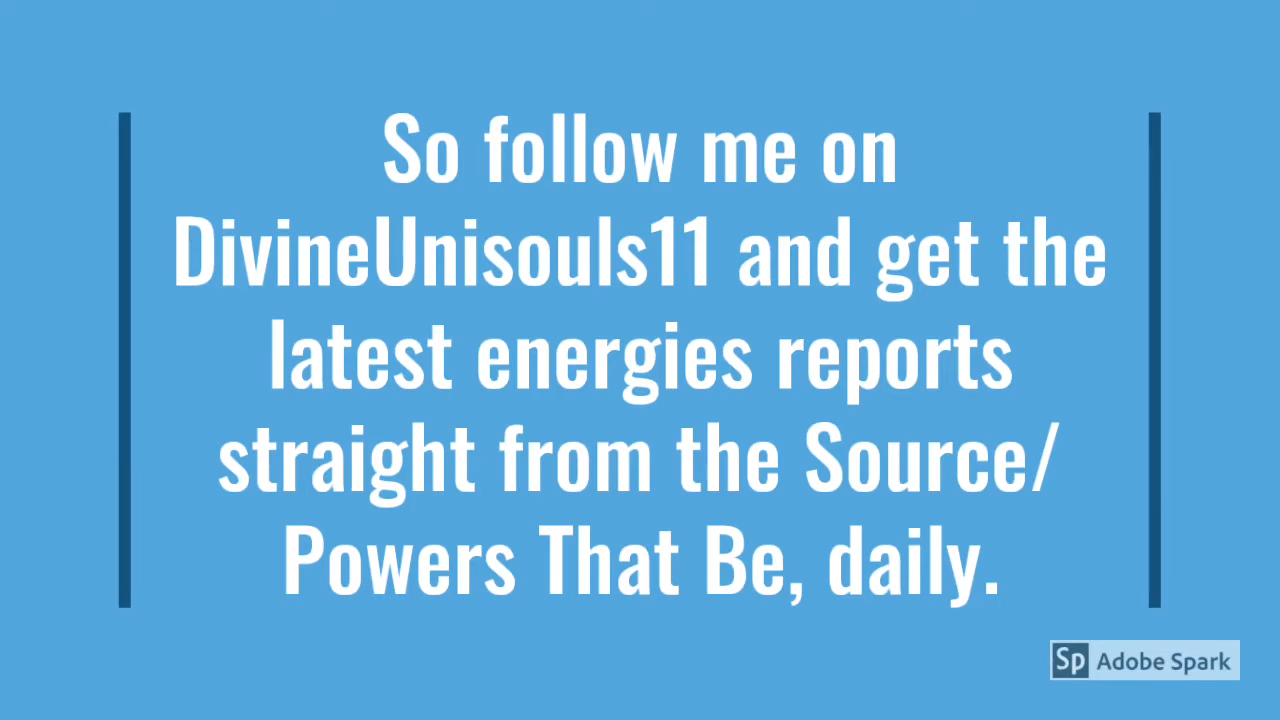 So follow me on
DivineUnisouls11 and get the
latest energies reports
straight from the Source/
Powers That Be, daily.
Sp Adobe Spark